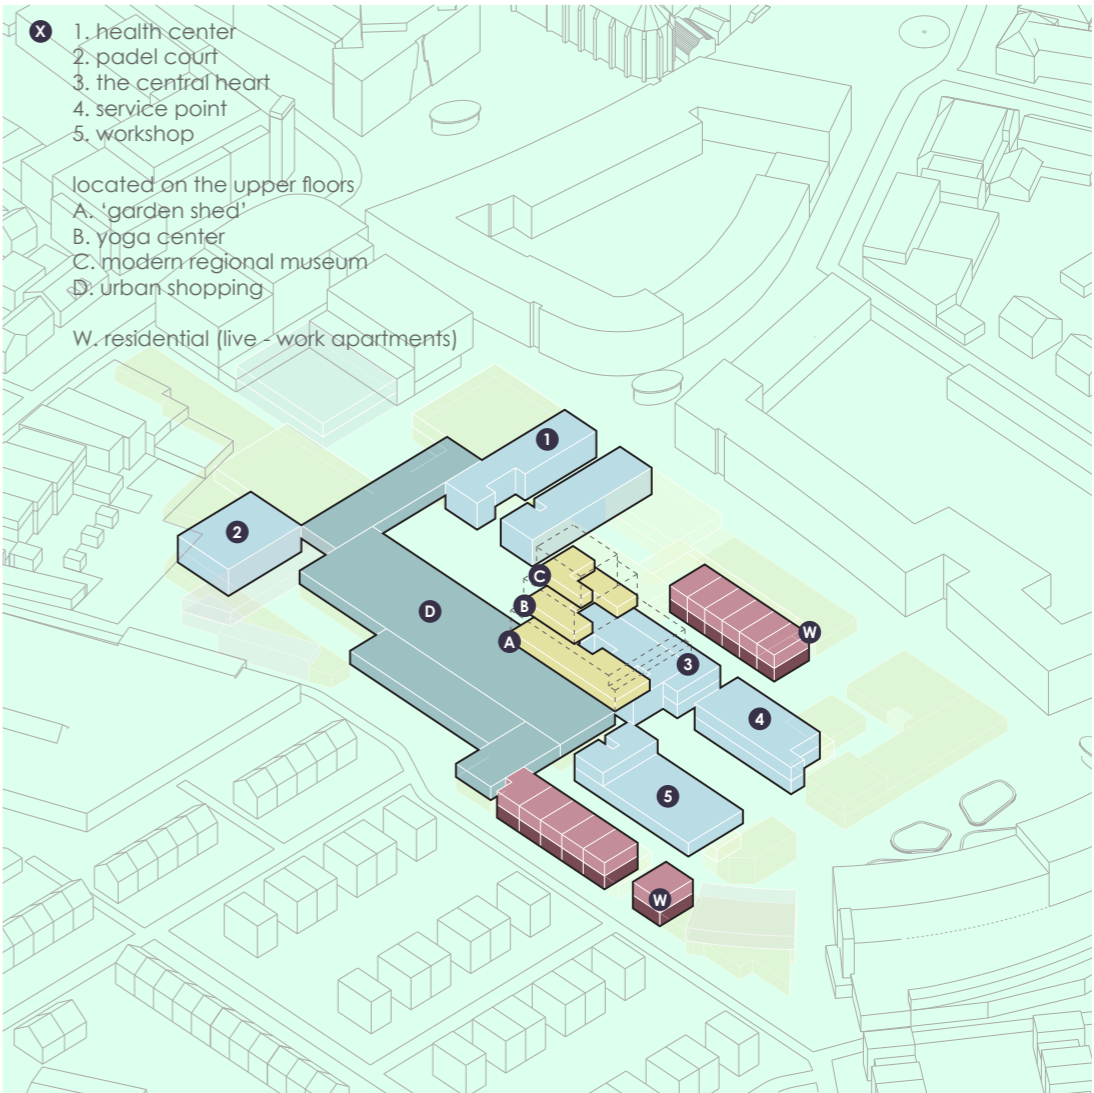 X 1. health center
2. padel court
3. the central heart
4. service point
5. workshop
located on the upper floors
A. ‘garden shed’
B. yoga center
C. modern regional museum
D. urban shopping
W. residential (live - work apartments)
1
2
C
B
D
A
W
3
4
5
W